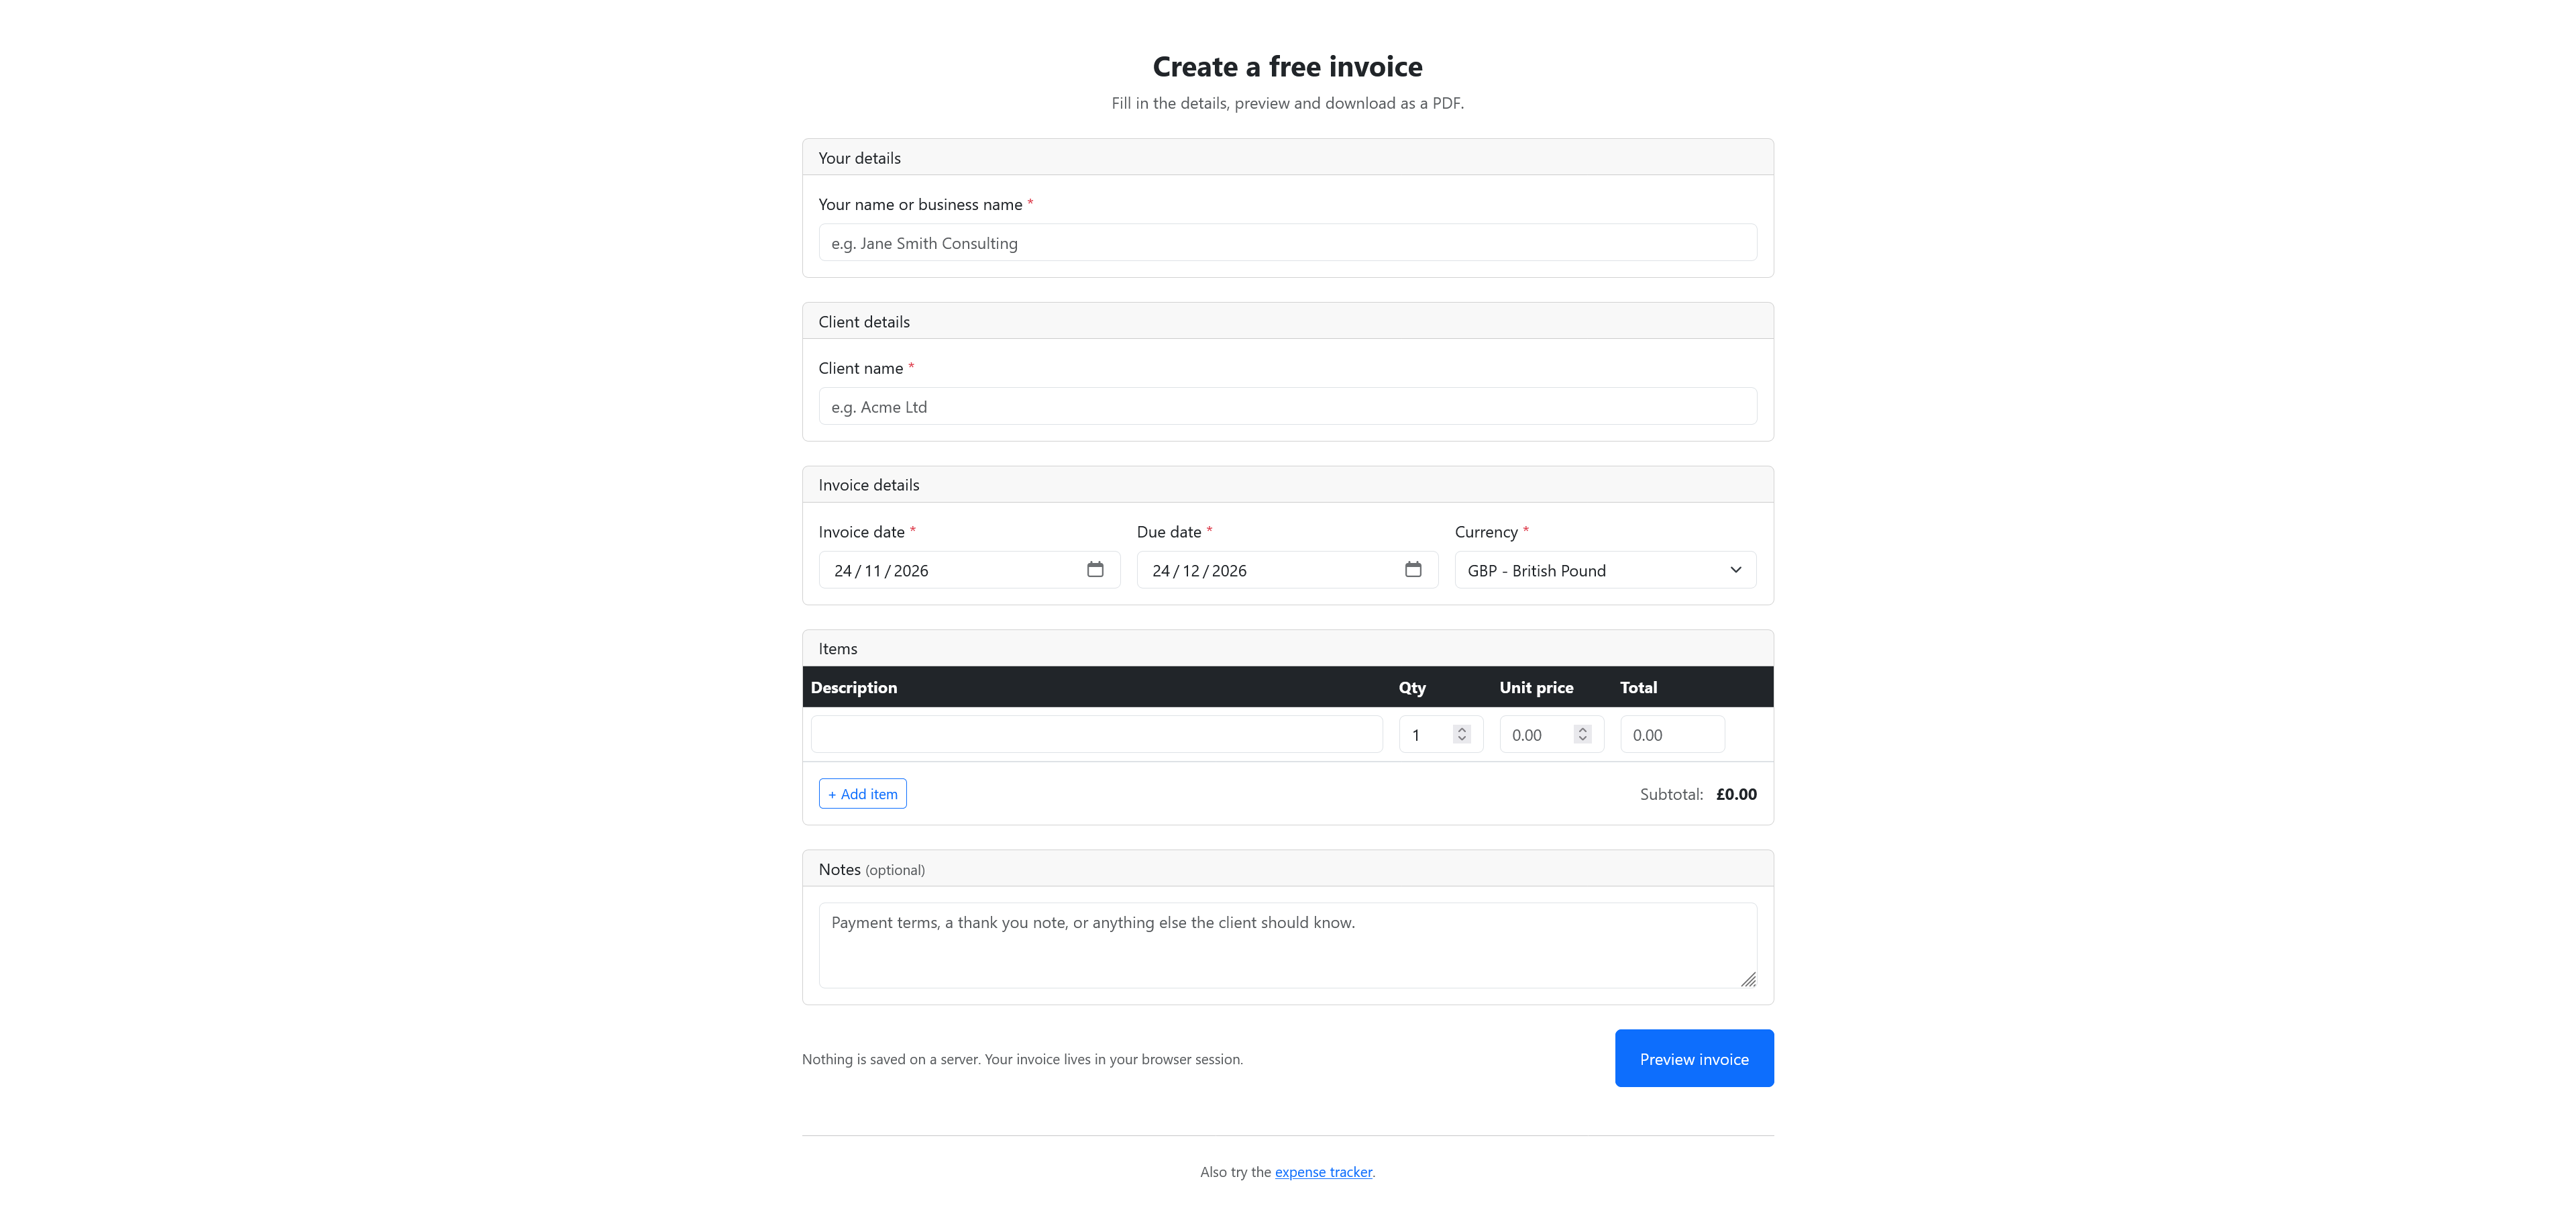 Create a free invoice
Fill in the details, preview and download as a PDF.
Your details
Your name or business name *
e.g. Jane Smith Consulting
Client details
Client name *
e.g. Acme Ltd
Invoice details
Invoice date * Due date * Currency *
24 / 11 / 2026 24 / 12 / 2026 GBP - British Pound
Items
Description Qty Unit price Total
1 0.00 0.00
+ Add item Subtotal: £0.00
Notes (optional)
Payment terms, a thank you note, or anything else the client should know.
Nothing is saved on a server. Your invoice lives in your browser session. Preview invoice
Also try the expense tracker.